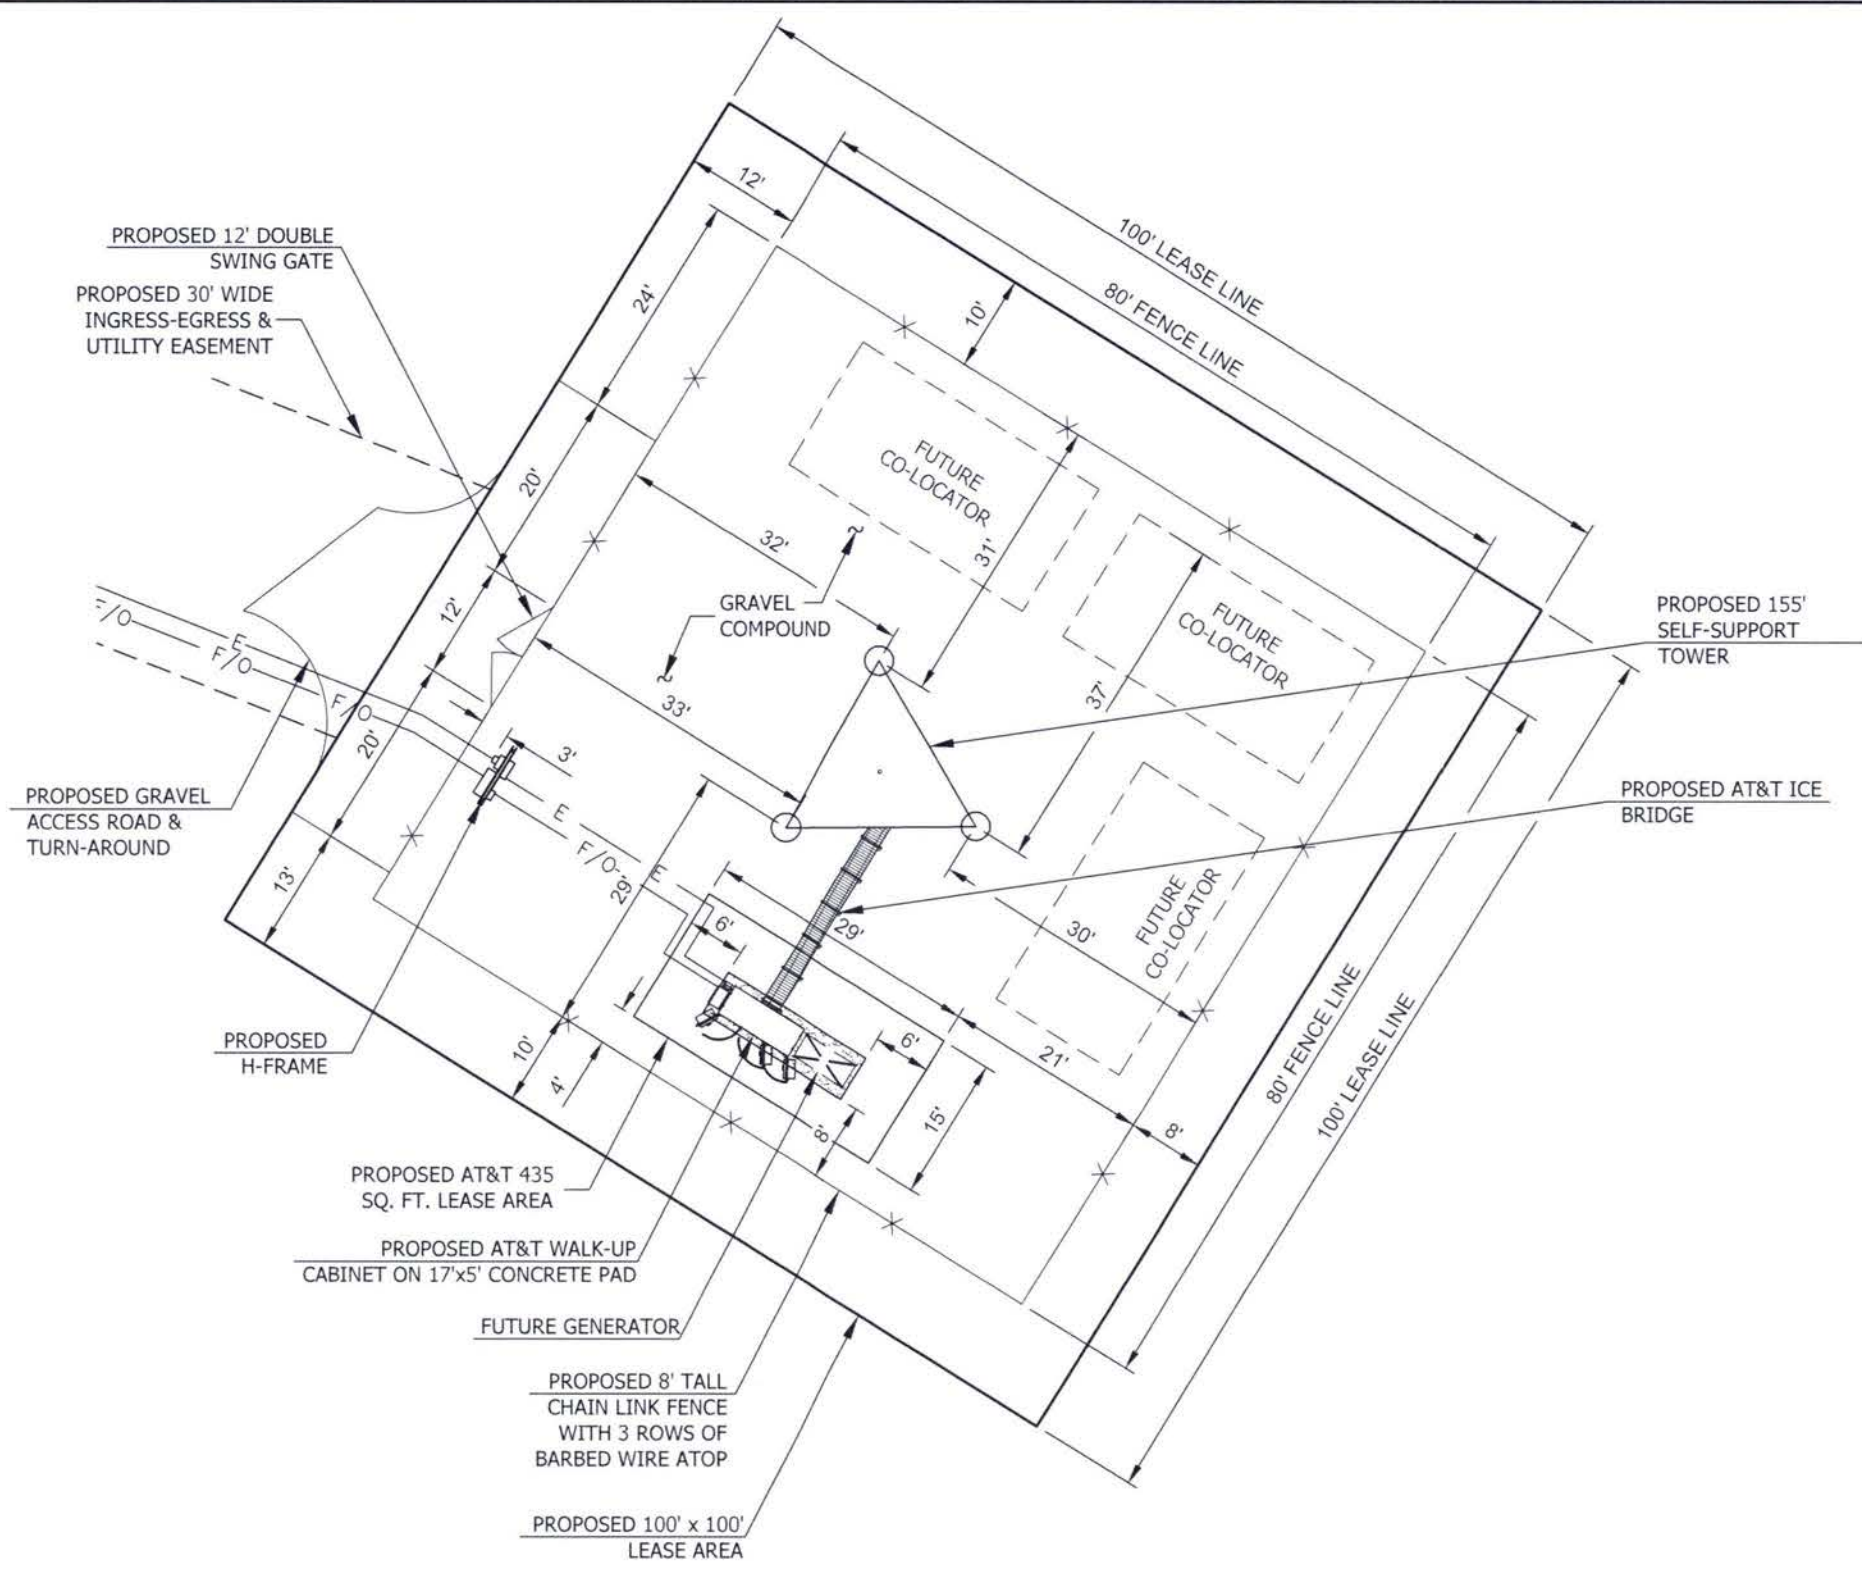 100' LEASE LINE
80' FENCE LINE
12'
10'
24'
PROPOSED 12' DOUBLE
SWING GATE
PROPOSED 30' WIDE
INGRESS-EGRESS &
UTILITY EASEMENT
20'
FUTURE
CO-LOCATOR
32'
31'
GRAVEL
COMPOUND
FUTURE
CO-LOCATOR
PROPOSED 155'
SELF-SUPPORT
TOWER
12'
F/O
E
F/O
F/O
33'
37'
20'
3'
PROPOSED GRAVEL
ACCESS ROAD &
TURN-AROUND
PROPOSED AT&T ICE
BRIDGE
E
F/O
E
29'
13'
6'
29'
30'
FUTURE
CO-LOCATOR
80' FENCE LINE
100' LEASE LINE
PROPOSED
H-FRAME
10'
4'
6'
21'
15'
8'
8'
PROPOSED AT&T 435
SQ. FT. LEASE AREA
PROPOSED AT&T WALK-UP
CABINET ON 17'x5' CONCRETE PAD
FUTURE GENERATOR
PROPOSED 8' TALL
CHAIN LINK FENCE
WITH 3 ROWS OF
BARBED WIRE ATOP
PROPOSED 100' x 100'
LEASE AREA